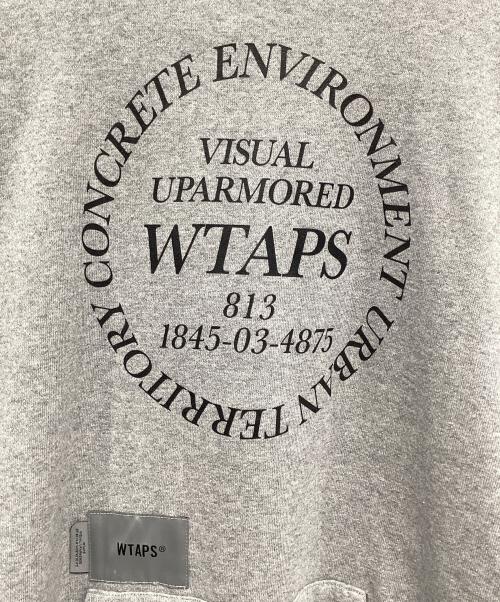 CONCRETE ENVIRONMENT URBAN TERRITORY
VISUAL
UPARMORED
WTAPS
813
1845-03-4875
WTAPS®